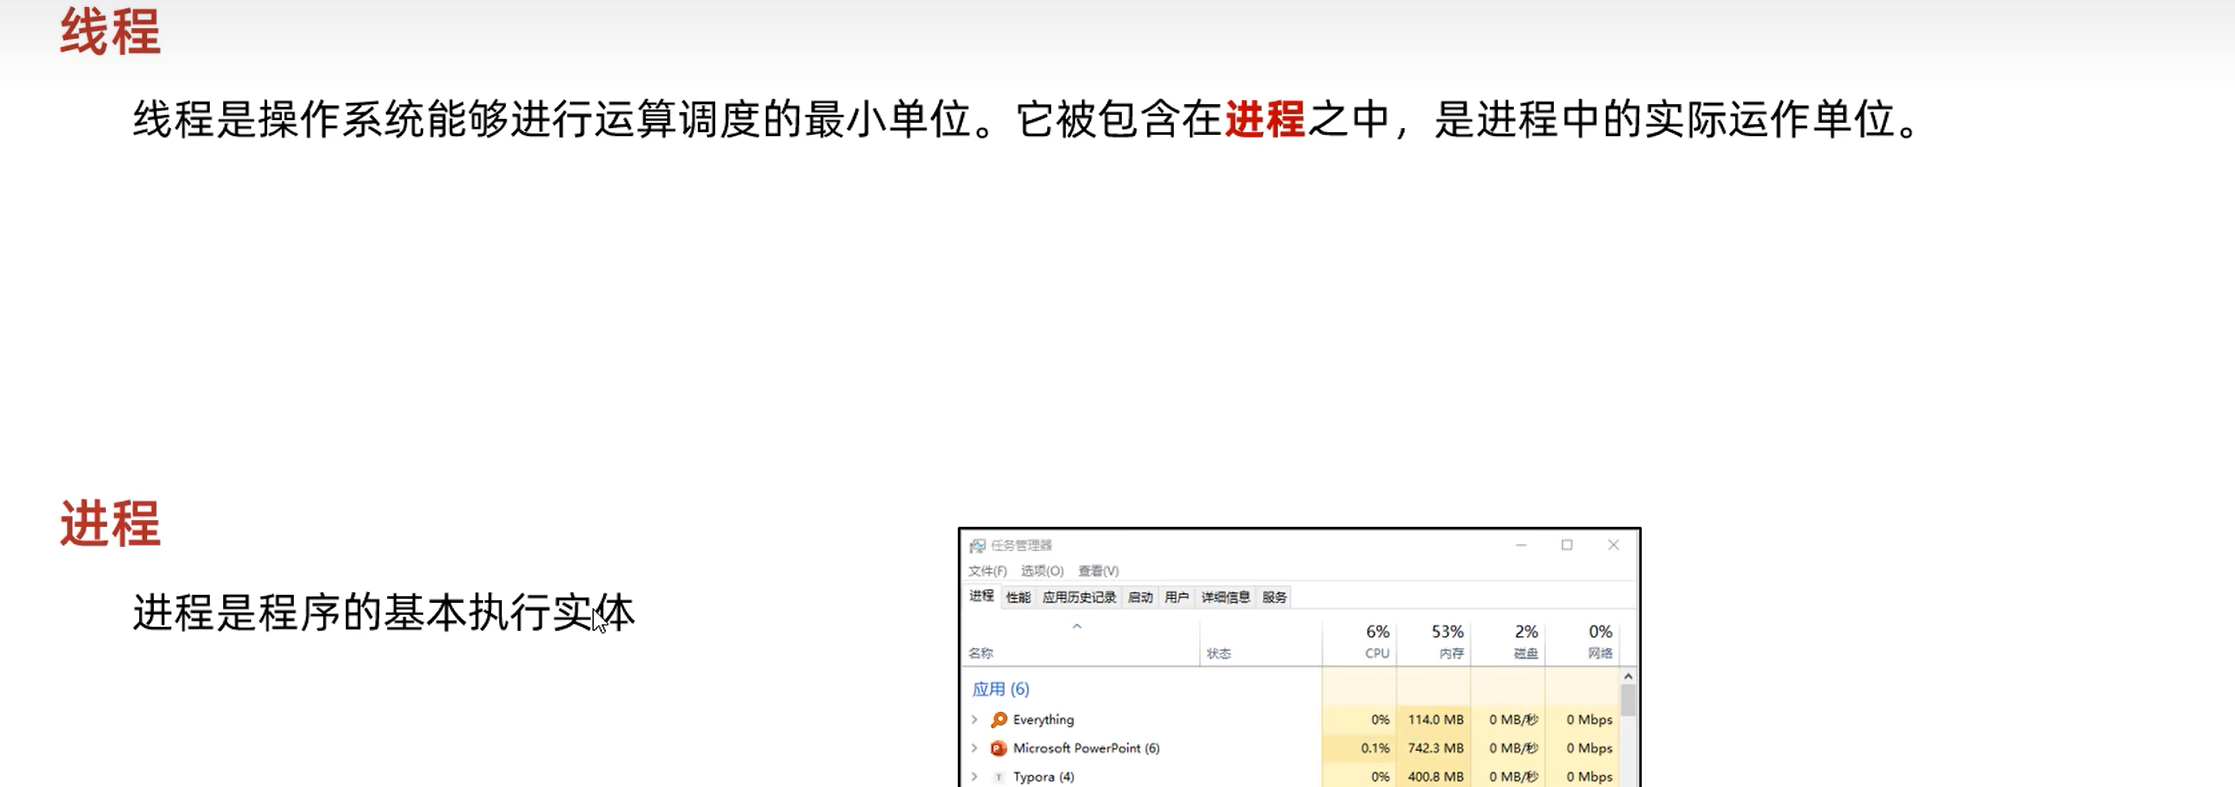 线程
线程是操作系统能够进行运算调度的最小单位。它被包含在进程之中，是进程中的实际运作单位。
进程
进程是程序的基本执行实体
任务管理器
文件(F) 选项(O) 查看(V)
进程 性能 应用历史记录 启动 用户 详细信息 服务
6% 53% 2% 0%
名称 状态 CPU 内存 磁盘 网络
应用 (6)
Everything 0% 114.0 MB 0 MB/秒 0 Mbps
Microsoft PowerPoint (6) 0.1% 742.3 MB 0 MB/秒 0 Mbps
Typora (4) 0% 400.8 MB 0 MB/秒 0 Mbps